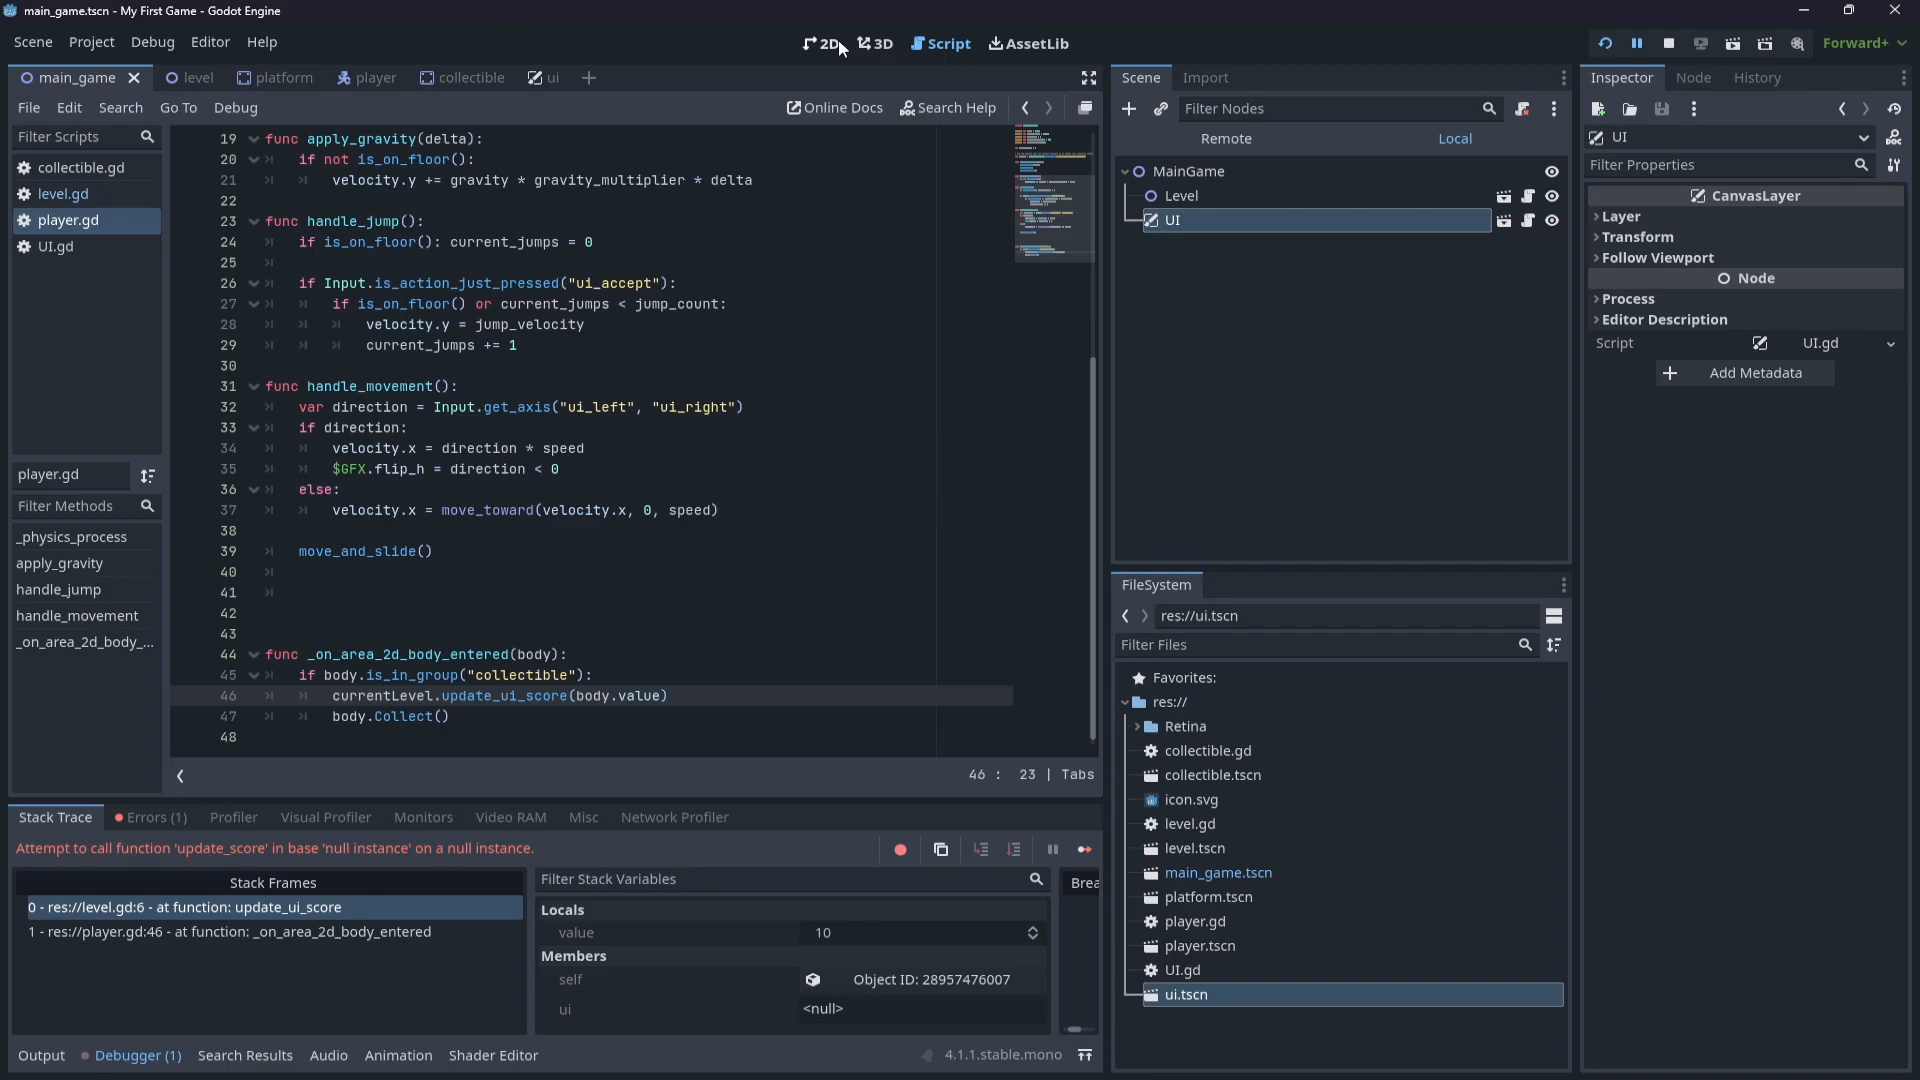 main_game.tscn - My First Game - Godot Engine
Scene Project Debug Editor Help
2D 3D Script AssetLib
Forward+
main_game level platform player collectible ui
File Edit Search Go To Debug
Online Docs Search Help
Filter Scripts
collectible.gd
level.gd
player.gd
UI.gd
player.gd
Filter Methods
_physics_process
apply_gravity
handle_jump
handle_movement
_on_area_2d_body_...
19 func apply_gravity(delta):
20 if not is_on_floor():
21 velocity.y += gravity * gravity_multiplier * delta
22
23 func handle_jump():
24 if is_on_floor(): current_jumps = 0
25
26 if Input.is_action_just_pressed("ui_accept"):
27 if is_on_floor() or current_jumps < jump_count:
28 velocity.y = jump_velocity
29 current_jumps += 1
30
31 func handle_movement():
32 var direction = Input.get_axis("ui_left", "ui_right")
33 if direction:
34 velocity.x = direction * speed
35 $GFX.flip_h = direction < 0
36 else:
37 velocity.x = move_toward(velocity.x, 0, speed)
38
39 move_and_slide()
40
41
42
43
44 func _on_area_2d_body_entered(body):
45 if body.is_in_group("collectible"):
46 currentLevel.update_ui_score(body.value)
47 body.Collect()
48
46 : 23 | Tabs
Stack Trace Errors (1) Profiler Visual Profiler Monitors Video RAM Misc Network Profiler
Attempt to call function 'update_score' in base 'null instance' on a null instance.
Stack Frames
0 - res://level.gd:6 - at function: update_ui_score
1 - res://player.gd:46 - at function: _on_area_2d_body_entered
Filter Stack Variables
Locals
value 10
Members
self Object ID: 28957476007
ui <null>
Brea
Output Debugger (1) Search Results Audio Animation Shader Editor
4.1.1.stable.mono
Scene Import
Filter Nodes
Remote Local
MainGame
Level
UI
FileSystem
res://ui.tscn
Filter Files
Favorites:
res://
Retina
collectible.gd
collectible.tscn
icon.svg
level.gd
level.tscn
main_game.tscn
platform.tscn
player.gd
player.tscn
UI.gd
ui.tscn
Inspector Node History
UI
Filter Properties
CanvasLayer
Layer
Transform
Follow Viewport
Node
Process
Editor Description
Script UI.gd
Add Metadata